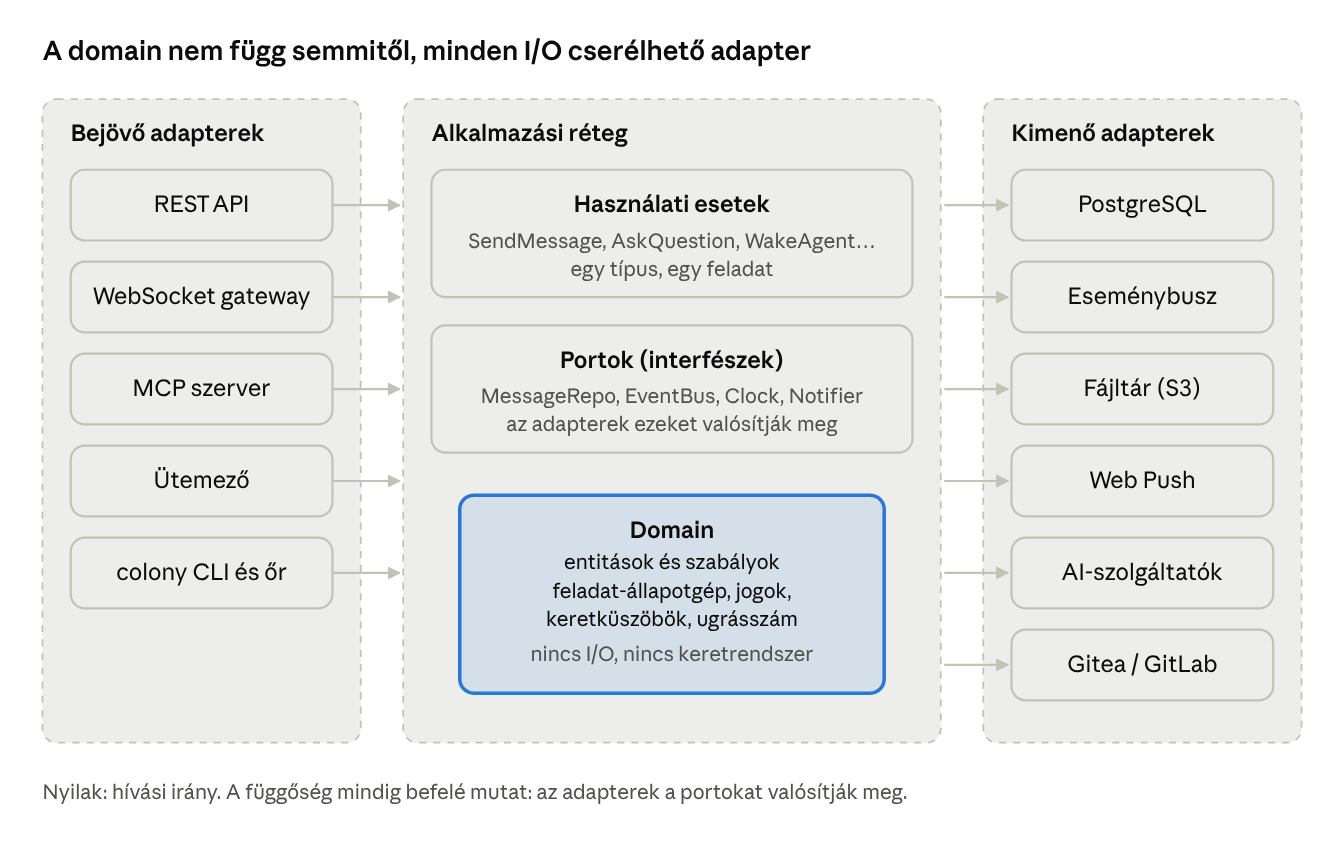 A domain nem függ semmitől, minden I/O cserélhető adapter
Bejövő adapterek
REST API
WebSocket gateway
MCP szerver
Ütemező
colony CLI és őr
Alkalmazási réteg
Használati esetek
SendMessage, AskQuestion, WakeAgent…
egy típus, egy feladat
Portok (interfészek)
MessageRepo, EventBus, Clock, Notifier
az adapterek ezeket valósítják meg
Domain
entitások és szabályok
feladat-állapotgép, jogok,
keretküszöbök, ugrásszám
nincs I/O, nincs keretrendszer
Kimenő adapterek
PostgreSQL
Eseménybusz
Fájltár (S3)
Web Push
AI-szolgáltatók
Gitea / GitLab
Nyilak: hívási irány. A függőség mindig befelé mutat: az adapterek a portokat valósítják meg.